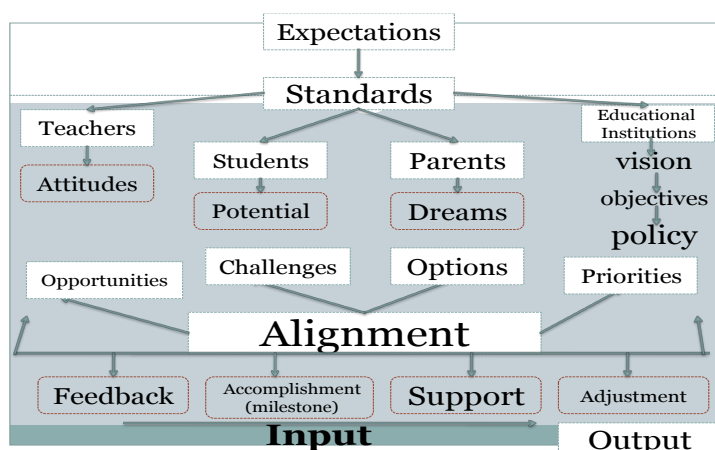 Expectations
Standards
Teachers
Educational
Institutions
Students
Parents
vision
Attitudes
Potential
Dreams
objectives
policy
Opportunities
Challenges
Options
Priorities
Alignment
Feedback
Accomplishment
(milestone)
Support
Adjustment
Input
Output